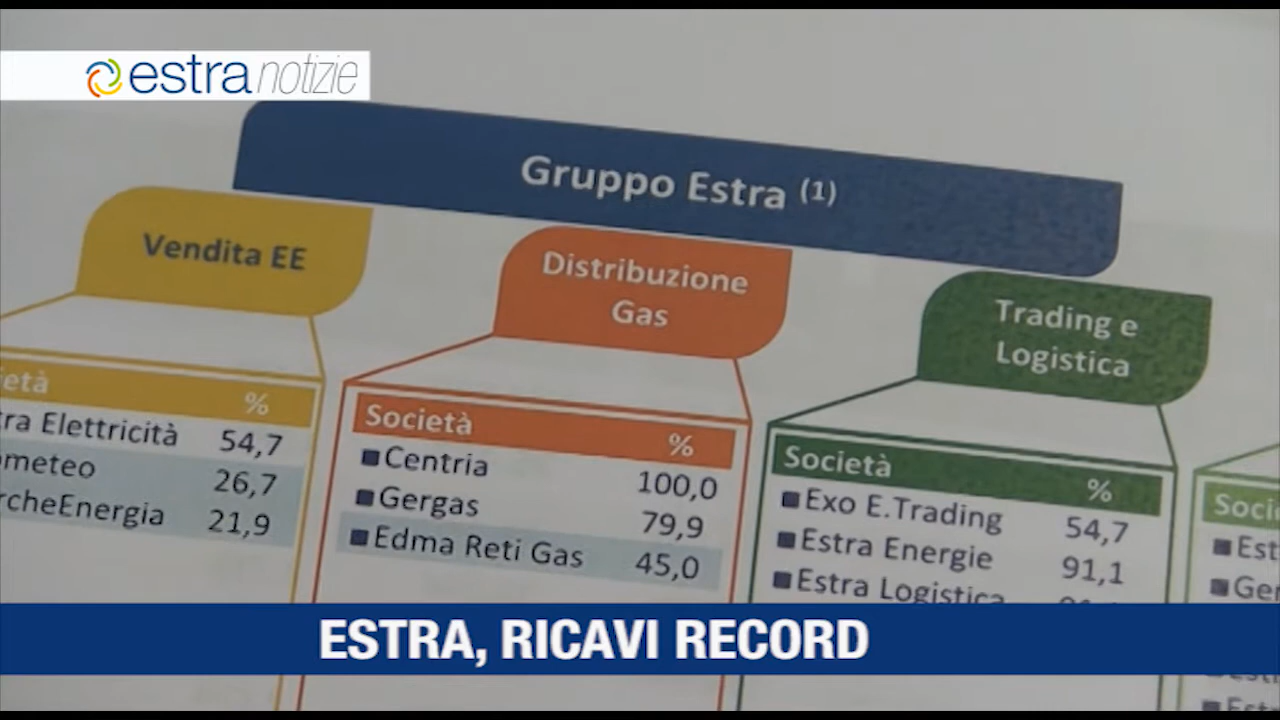 estra notizie
Gruppo Estra (1)
Vendita EE
%
Elettricità 54,7
26,7
21,9
Distribuzione
Gas
Società %
Centria 100,0
Gergas 79,9
Edma Reti Gas 45,0
Trading e
Logistica
Società %
Exo E.Trading 54,7
Estra Energie 91,1
Estra Logistica
ESTRA, RICAVI RECORD